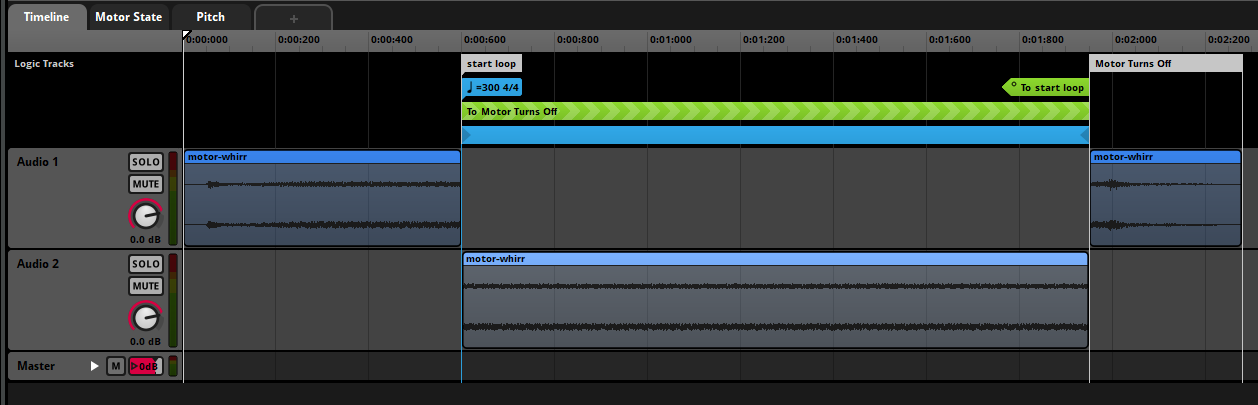 Timeline Motor State Pitch +
0:00:000 0:00:200 0:00:400 0:00:600 0:00:800 0:01:000 0:01:200 0:01:400 0:01:600 0:01:800 0:02:000 0:02:200
Logic Tracks start loop Motor Turns Off
♩=300 4/4 To start loop
To Motor Turns Off
Audio 1 SOLO motor-whirr motor-whirr
MUTE
0.0 dB
Audio 2 SOLO motor-whirr
MUTE
0.0 dB
Master M 0dB